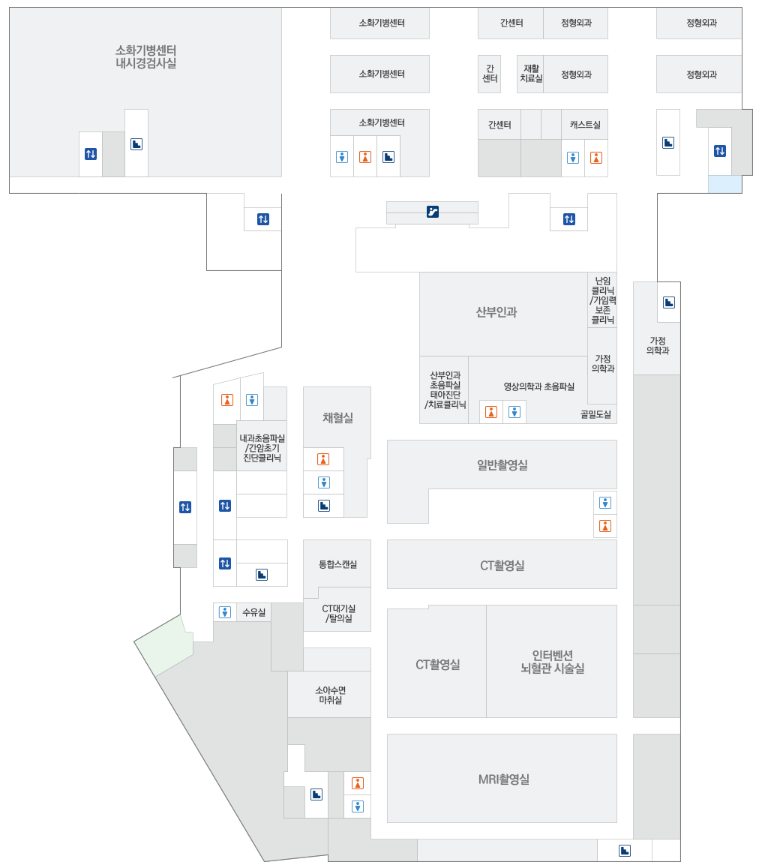 소화기병센터
내시경검사실
소화기병센터
간센터
정형외과
정형외과
소화기병센터
간
센터
재활
치료실
정형외과
정형외과
소화기병센터
간센터
캐스트실
산부인과
난임
클리닉
/가임력
보존
클리닉
가정
의학과
가정
의학과
산부인과
초음파실
태아진단
/치료클리닉
영상의학과 초음파실
골밀도실
채혈실
내과초음파실
/간암초기
진단클리닉
일반촬영실
통합스캔실
CT촬영실
CT대기실
/탈의실
수유실
CT촬영실
인터벤션
뇌혈관 시술실
소아수면
마취실
MRI촬영실